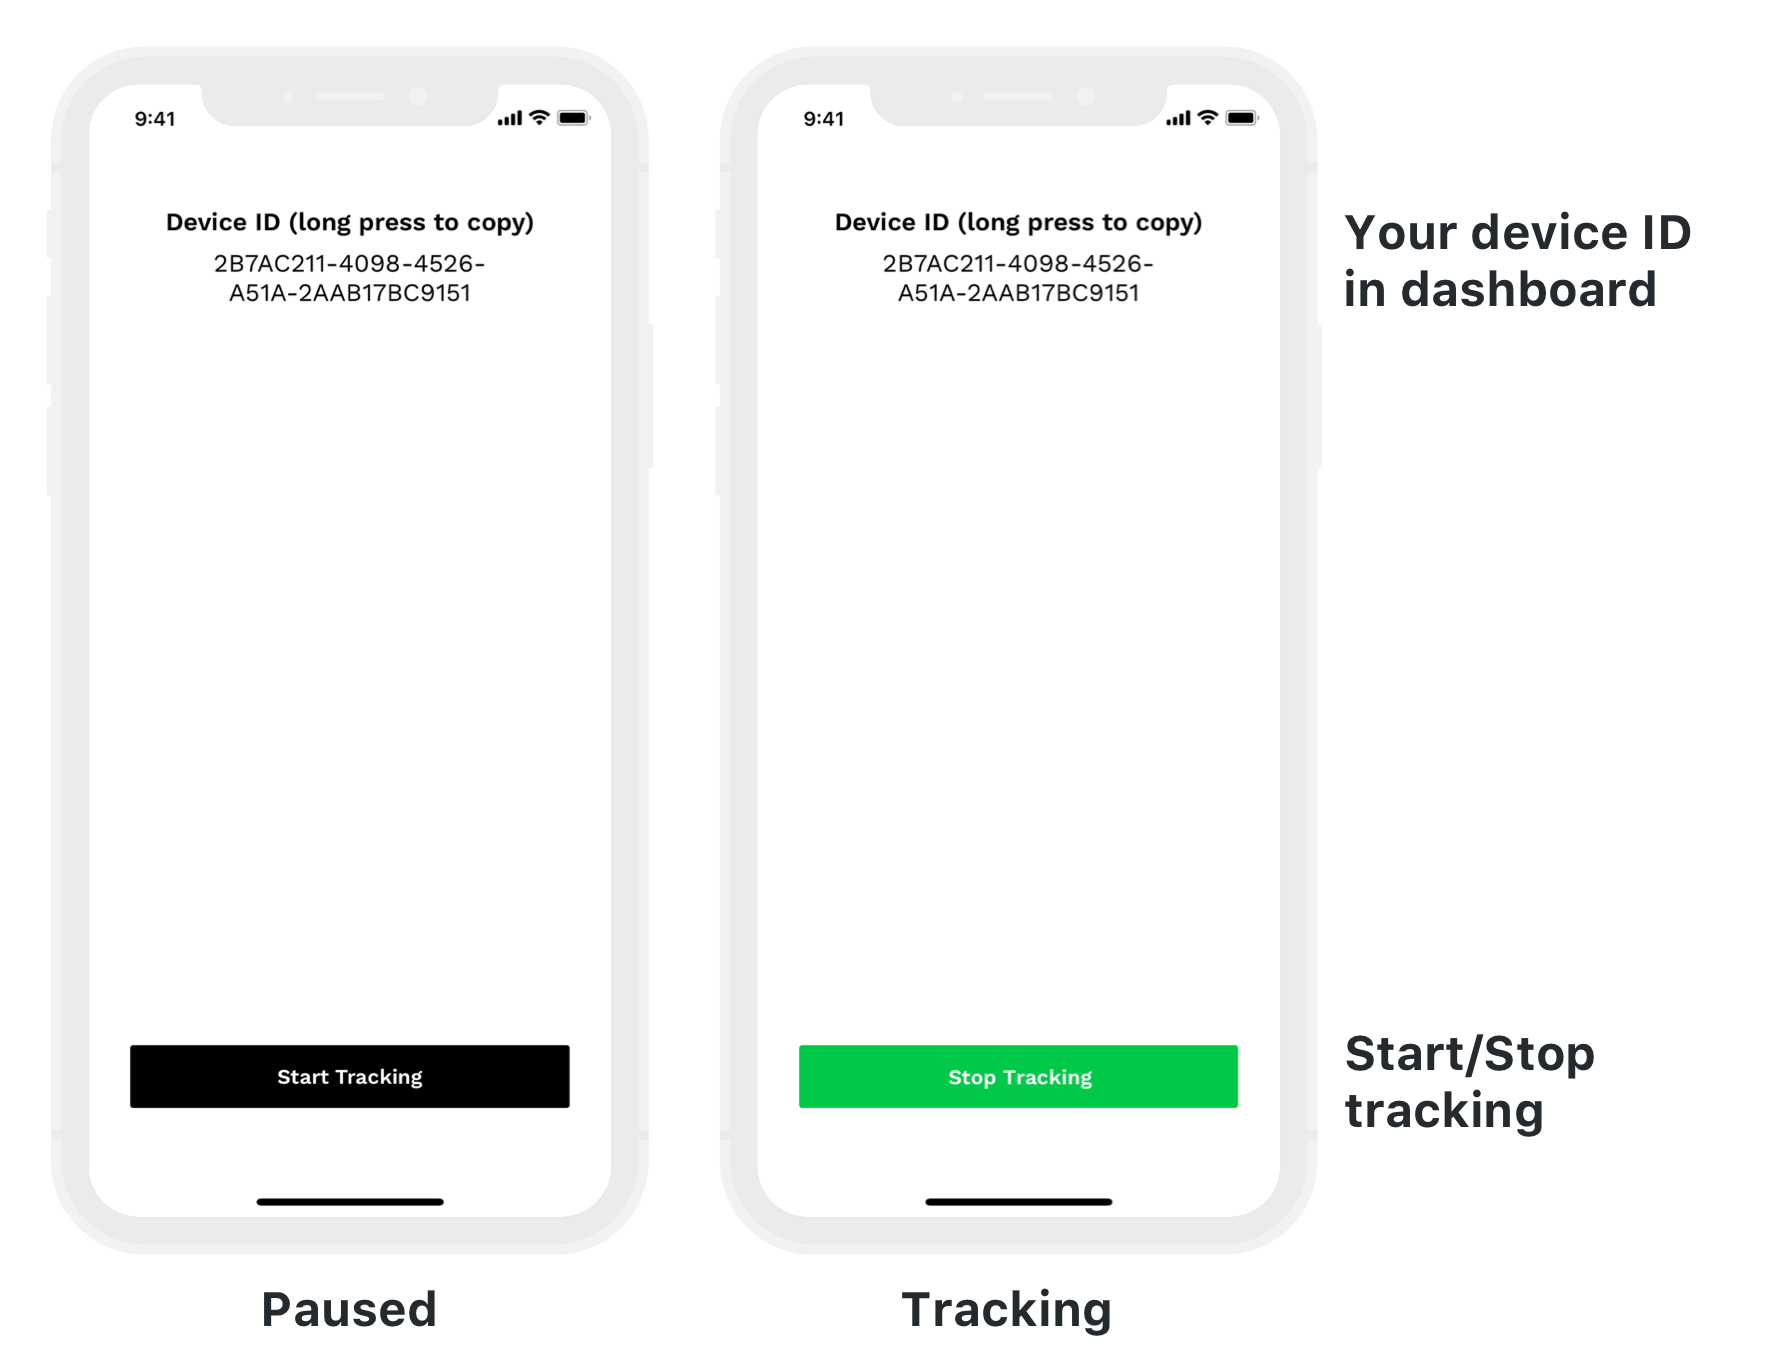 9:41
Device ID (long press to copy)
2B7AC211-4098-4526-
A51A-2AAB17BC9151
Start Tracking
Paused
9:41
Device ID (long press to copy)
2B7AC211-4098-4526-
A51A-2AAB17BC9151
Stop Tracking
Tracking
Your device ID
in dashboard
Start/Stop
tracking